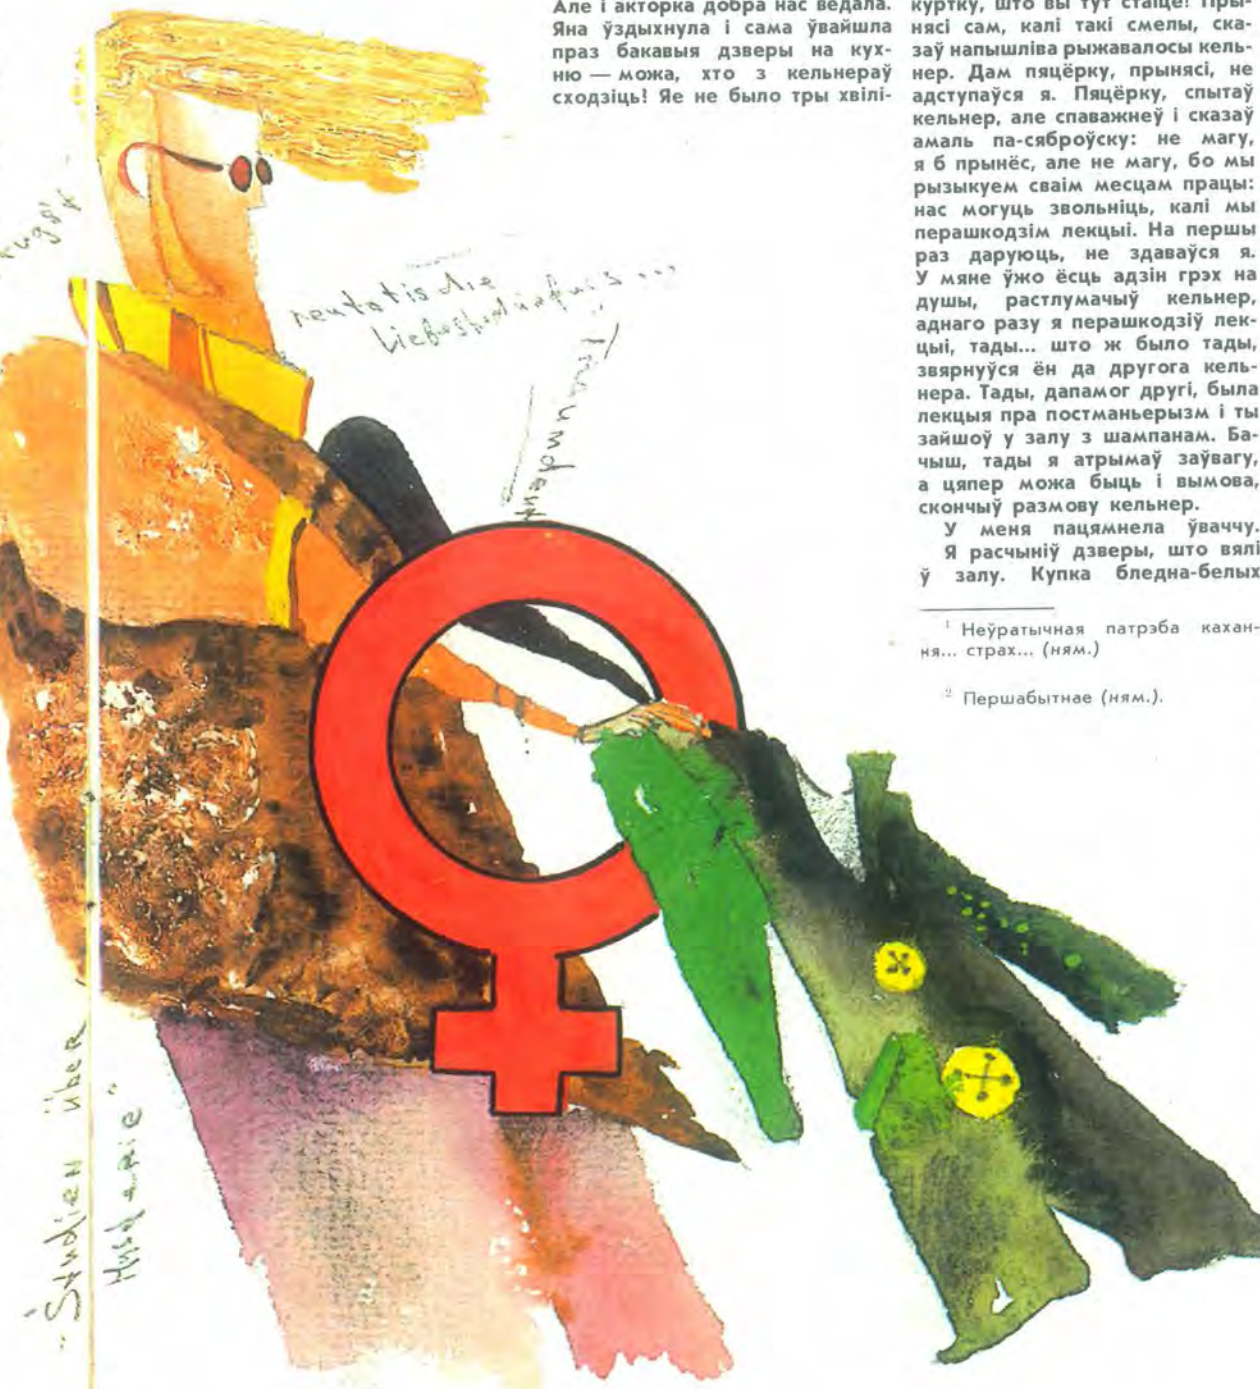 Але і акторка добра нас ведала.
Яна ўздыхнула і сама ўвайшла
праз бакавыя дзверы на кух-
ню — можа, хто з кельнераў
сходзіць! Яе не было тры хвілі-
куртку, што вы тут стаіце! Пры-
нясі сам, калі такі смелы, ска-
заў напышліва рыжавалосы кель-
нер. Дам пяцёрку, прынясі, не
адступаўся я. Пяцёрку, спытаў
кельнер, але спаважнеў і сказаў
амаль па-сяброўску: не магу,
я б прынёс, але не магу, бо мы
рызыкуем сваім месцам працы:
нас могуць звольніць, калі мы
перашкодзім лекцыі. На першы
раз даруюць, не здаваўся я.
У мяне ўжо ёсць адзін грэх на
душы, растлумачыў кельнер,
аднаго разу я перашкодзіў лек-
цыі, тады... што ж было тады,
звярнуўся ён да другога кель-
нера. Тады, дапамог другі, была
лекцыя пра постманьерызм і ты
зайшоў у залу з шампанам. Ба-
чыш, тады я атрымаў заўвагу,
а цяпер можа быць і вымова,
скончыў размову кельнер.
У меня пацямнела ўваччу.
Я расчыніў дзверы, што вялі
ў залу. Купка бледна-белых
¹ Неўратычная патрэба кахан-
ня... страх... (ням.)
² Першабытнае (ням.).
"Studien über
Hysterie"